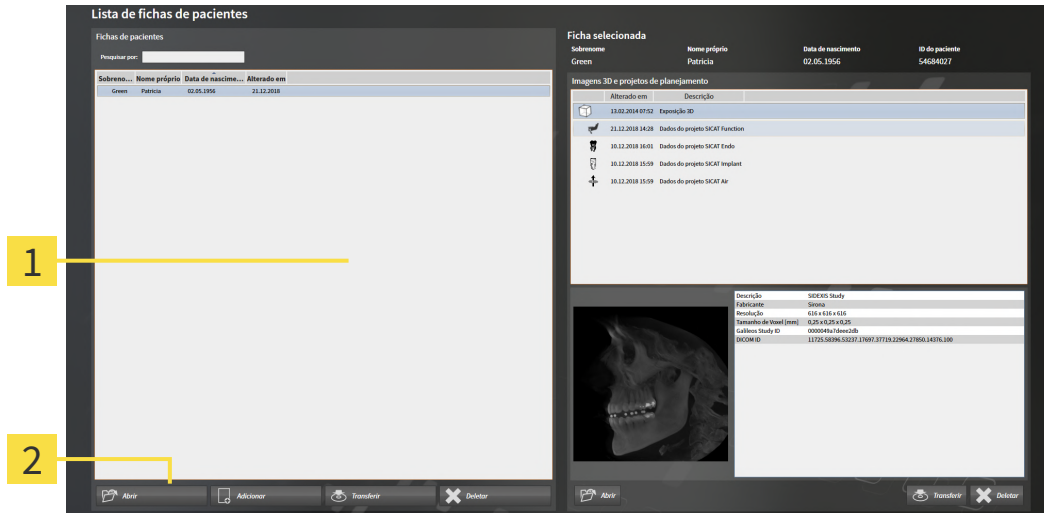 Lista de fichas de pacientes
Fichas de pacientes
Pesquisar por:
Sobreno... Nome próprio Data de nascime... Alterado em
Green Patricia 02.05.1956 21.12.2018
1
2
Abrir Adicionar Transferir Deletar
Ficha selecionada
Sobrenome Nome próprio Data de nascimento ID do paciente
Green Patricia 02.05.1956 54684027
Imagens 3D e projetos de planejamento
Alterado em Descrição
13.02.2014 07:52 Exposição 3D
21.12.2018 14:28 Dados do projeto SICAT Function
10.12.2018 16:01 Dados do projeto SICAT Endo
10.12.2018 15:59 Dados do projeto SICAT Implant
10.12.2018 15:59 Dados do projeto SICAT Air
Descrição SIDEXIS Study
Fabricante Sirona
Resolução 616 x 616 x 616
Tamanho de Voxel [mm] 0,25 x 0,25 x 0,25
Galileos Study ID 0000049a7deee2db
DICOM ID 11725.58396.53237.17697.37719.22964.27850.14376.100
Abrir Transferir Deletar